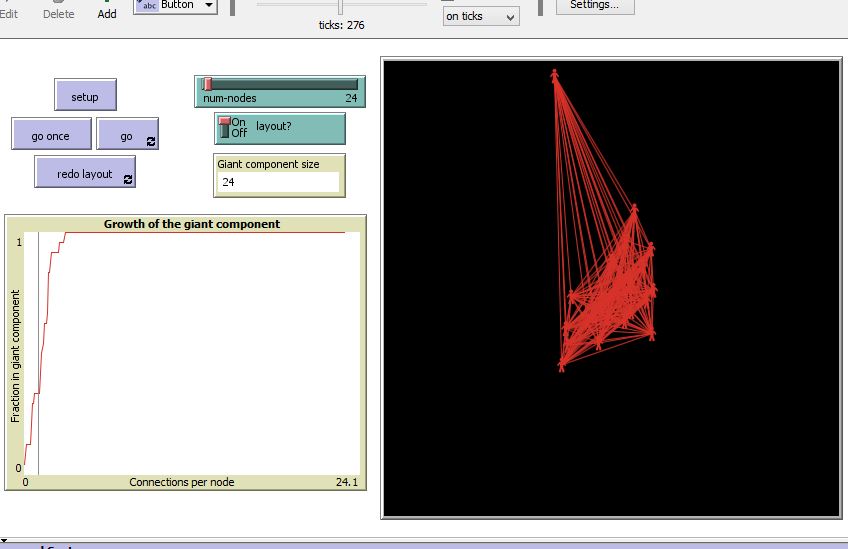 Edit Delete Add abc Button Settings...
ticks: 276
on ticks
setup
go once go
redo layout
num-nodes 24
On
Off
layout?
Giant component size
24
Growth of the giant component
1
Fraction in giant component
0
0 Connections per node 24.1